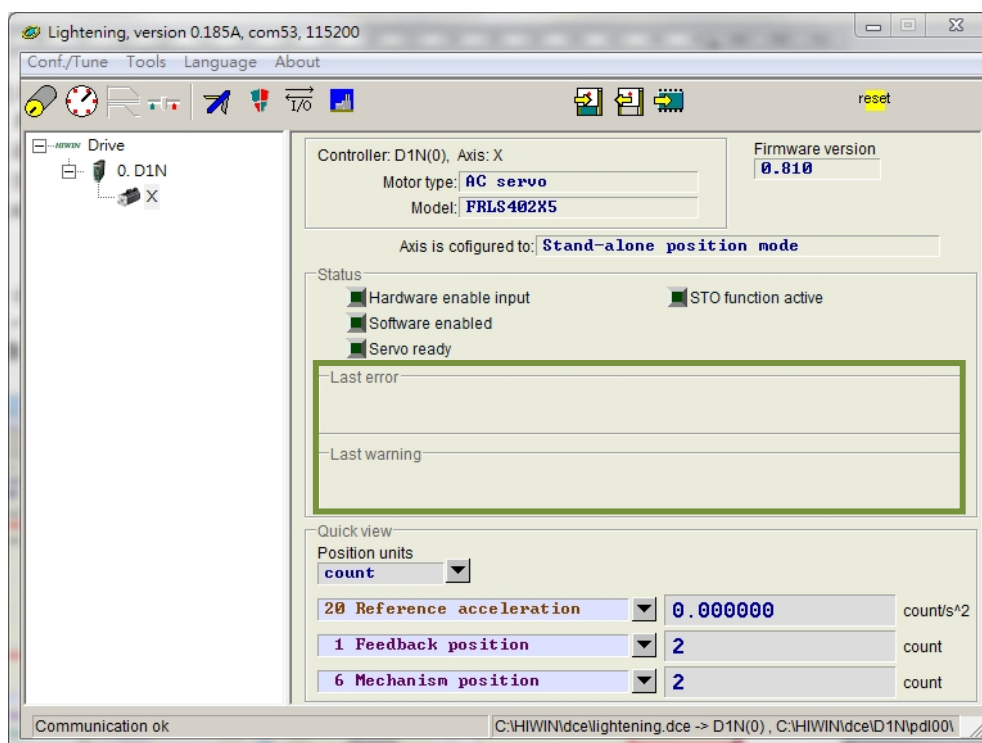 Lightening, version 0.185A, com53, 115200
Conf./Tune Tools Language About
I/O
reset
HIWIN Drive
0. D1N
X
Controller: D1N(0), Axis: X
Motor type: AC servo
Model: FRLS402X5
Firmware version
0.810
Axis is cofigured to: Stand-alone position mode
Status
Hardware enable input
STO function active
Software enabled
Servo ready
Last error
Last warning
Quick view
Position units
count
20 Reference acceleration 0.000000 count/s^2
1 Feedback position 2 count
6 Mechanism position 2 count
Communication ok
C:\HIWIN\dce\lightening.dce -> D1N(0) , C:\HIWIN\dce\D1N\pdl00\